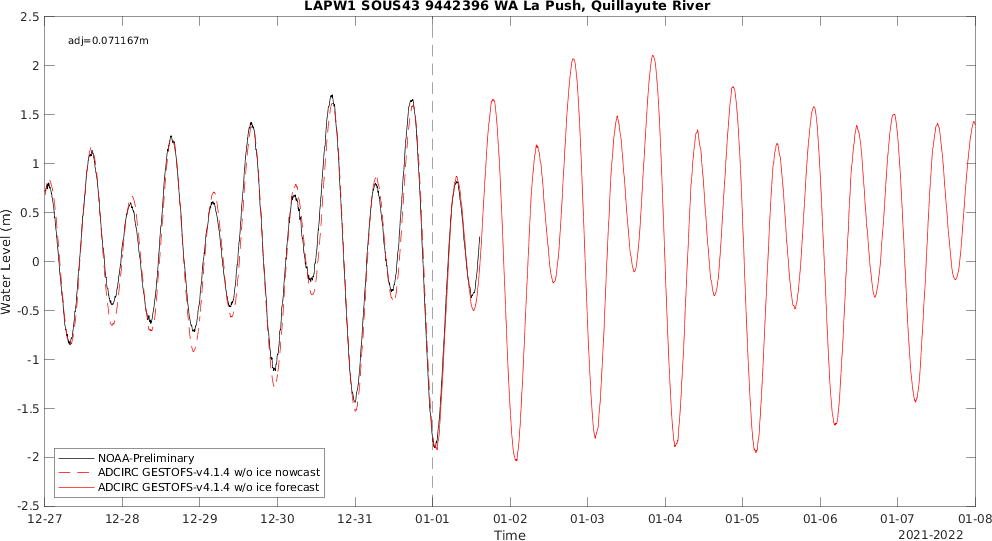 LAPW1 SOUS43 9442396 WA La Push, Quillayute River
adj=0.071167m
2.5
2
1.5
1
0.5
0
-0.5
-1
-1.5
-2
-2.5
Water Level (m)
NOAA-Preliminary
ADCIRC GESTOFS-v4.1.4 w/o ice nowcast
ADCIRC GESTOFS-v4.1.4 w/o ice forecast
12-27 12-28 12-29 12-30 12-31 01-01 01-02 01-03 01-04 01-05 01-06 01-07 01-08
Time
2021-2022